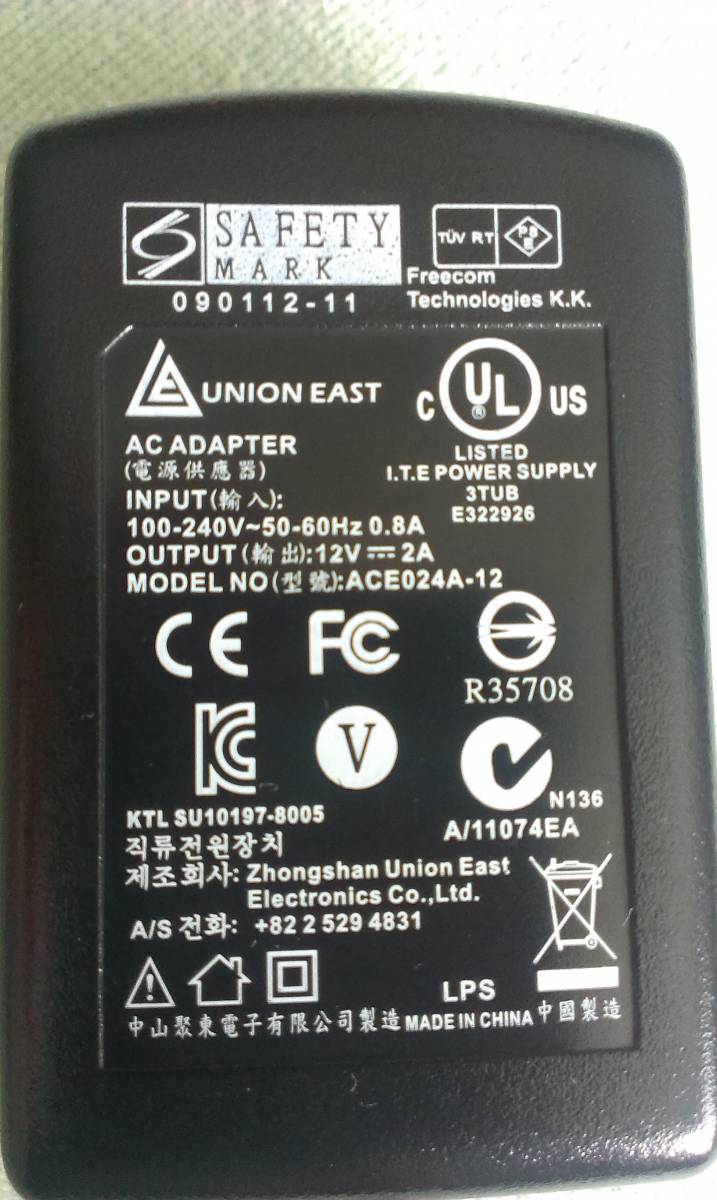 SAFETY
MARK
090112-11
TÜV R.T
PS
E
Freecom
Technologies K.K.
UNION EAST
C UL ® US
LISTED
I.T.E POWER SUPPLY
3TUB
E322926
AC ADAPTER
(電源供應器)
INPUT(輸入):
100-240V~50-60Hz 0.8A
OUTPUT(輸出):12V⎓2A
MODEL NO(型號):ACE024A-12
CE FC
R35708
KC V
N136
KTL SU10197-8005
A/11074EA
직류전원장치
제조회사: Zhongshan Union East
Electronics Co.,Ltd.
A/S 전화: +82 2 529 4831
LPS
中山聚東電子有限公司製造 MADE IN CHINA 中國製造